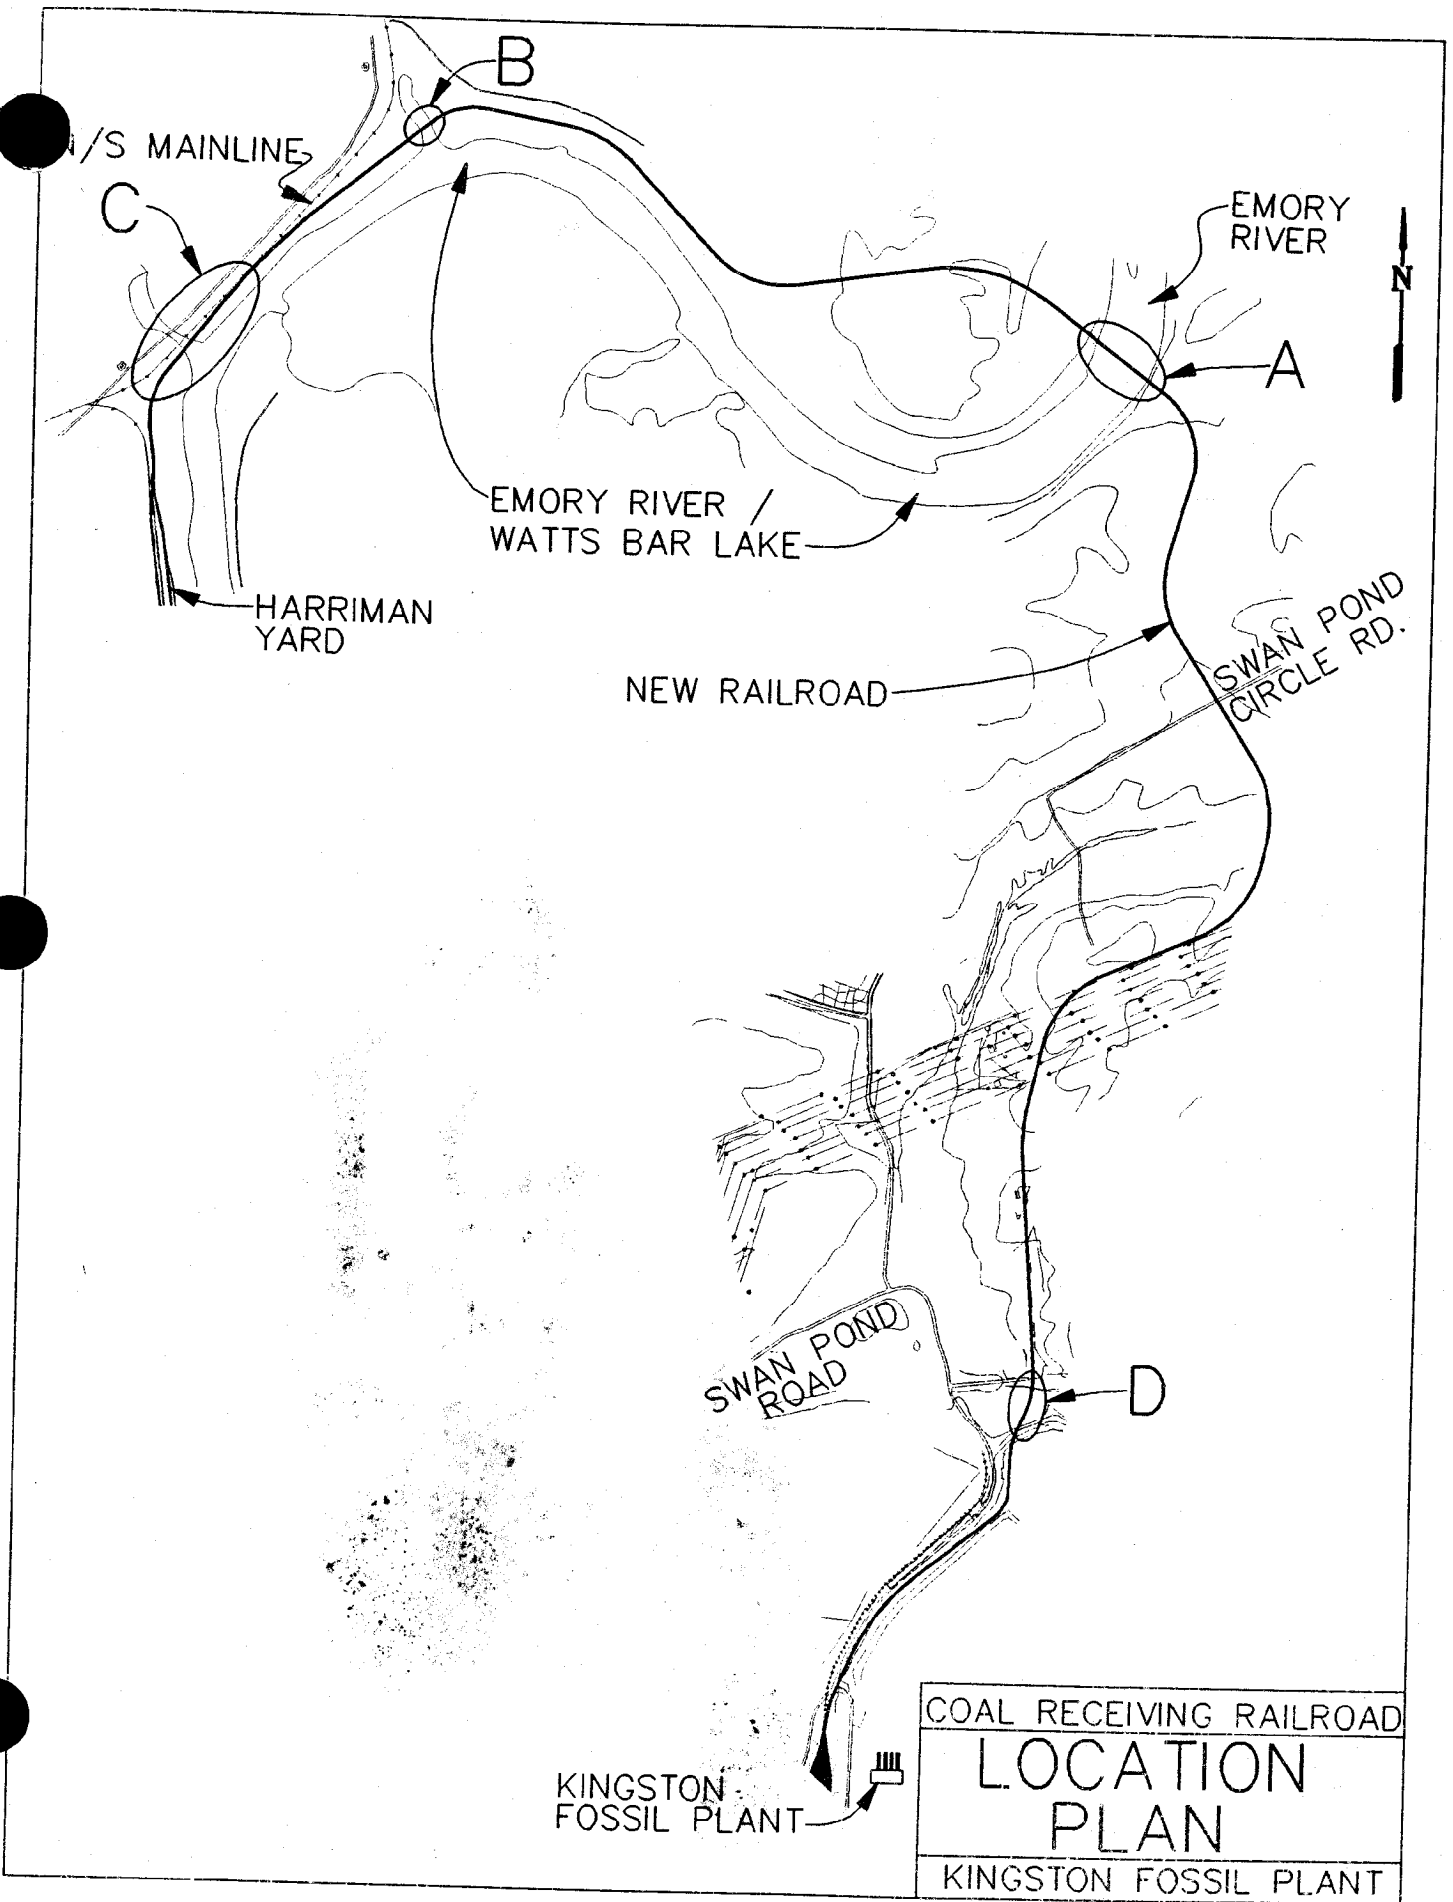 B
N/S MAINLINE
C
EMORY
RIVER
N
A
EMORY RIVER /
WATTS BAR LAKE
HARRIMAN
YARD
SWAN POND
CIRCLE RD.
NEW RAILROAD
SWAN POND
ROAD
D
KINGSTON
FOSSIL PLANT
COAL RECEIVING RAILROAD
LOCATION
PLAN
KINGSTON FOSSIL PLANT